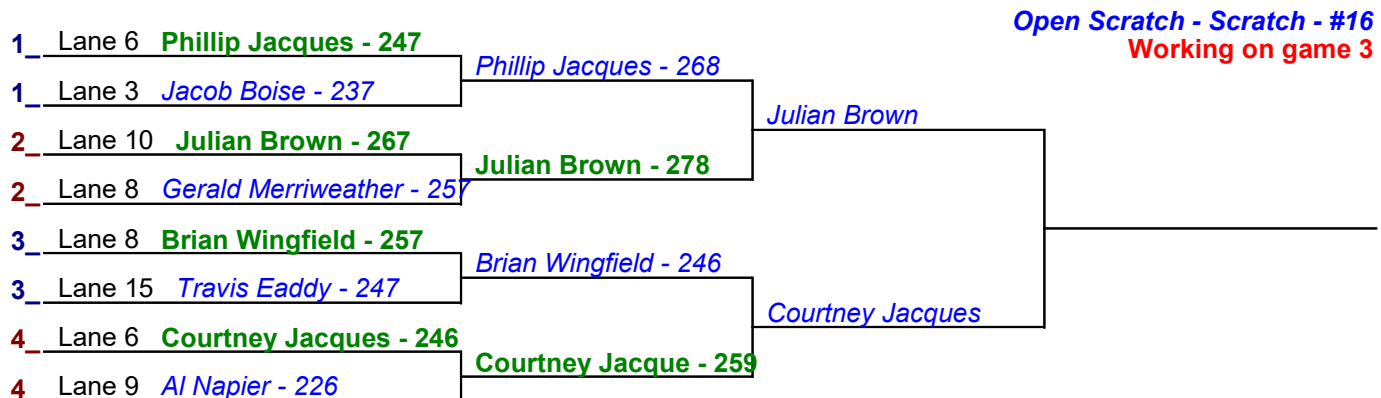 Open Scratch - Scratch - #16
Working on game 3
1_ Lane 6 Phillip Jacques - 247
1_ Lane 3 Jacob Boise - 237
2_ Lane 10 Julian Brown - 267
2_ Lane 8 Gerald Merriweather - 257
3_ Lane 8 Brian Wingfield - 257
3_ Lane 15 Travis Eaddy - 247
4_ Lane 6 Courtney Jacques - 246
4 Lane 9 Al Napier - 226
Phillip Jacques - 268
Julian Brown - 278
Brian Wingfield - 246
Courtney Jacque - 259
Julian Brown
Courtney Jacques